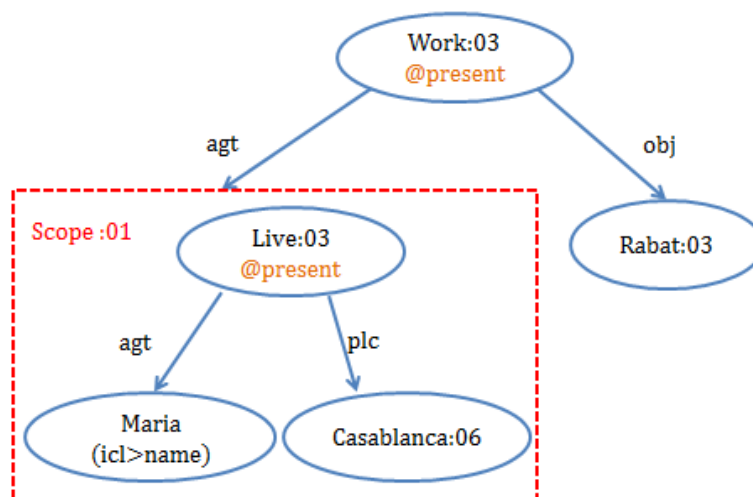 Work:03
@present
agt
obj
Scope :01
Live:03
@present
Rabat:03
agt
plc
Maria
(icl>name)
Casablanca:06